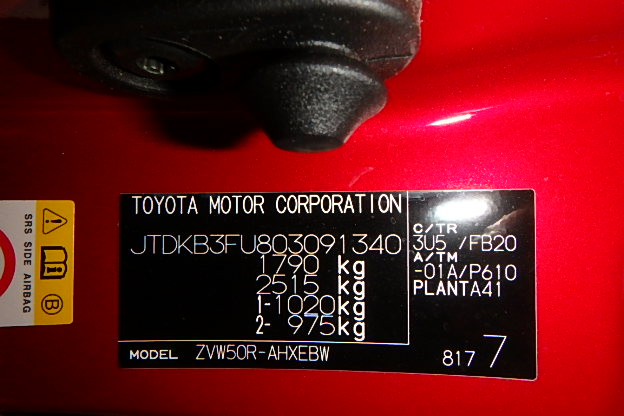 TOYOTA MOTOR CORPORATION
JTDKB3FU803091340
1790 kg
2515 kg
1-1020kg
2- 975kg
C/TR
3U5 /FB20
A/TM
-01A/P610
PLANTA41
MODEL ZVW50R-AHXEBW
817 7
SRS SIDE AIRBAG
B